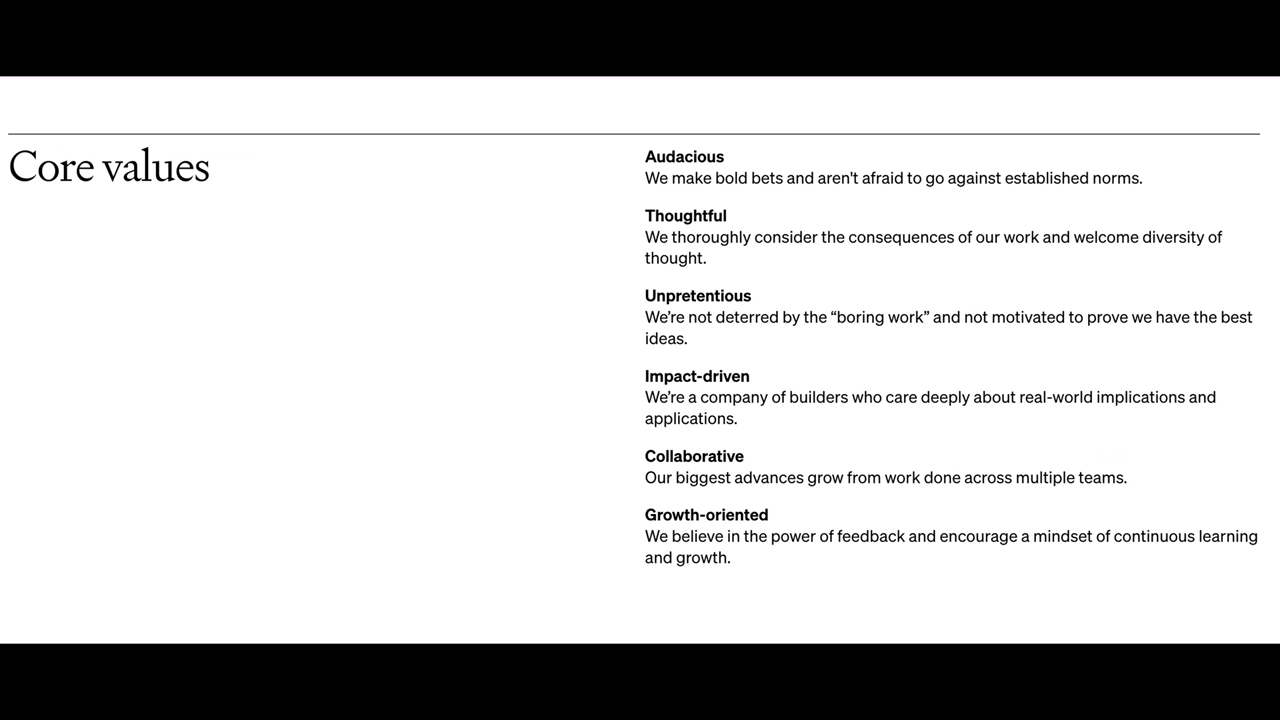 Core values
Audacious
We make bold bets and aren't afraid to go against established norms.
Thoughtful
We thoroughly consider the consequences of our work and welcome diversity of
thought.
Unpretentious
We’re not deterred by the “boring work” and not motivated to prove we have the best
ideas.
Impact-driven
We’re a company of builders who care deeply about real-world implications and
applications.
Collaborative
Our biggest advances grow from work done across multiple teams.
Growth-oriented
We believe in the power of feedback and encourage a mindset of continuous learning
and growth.